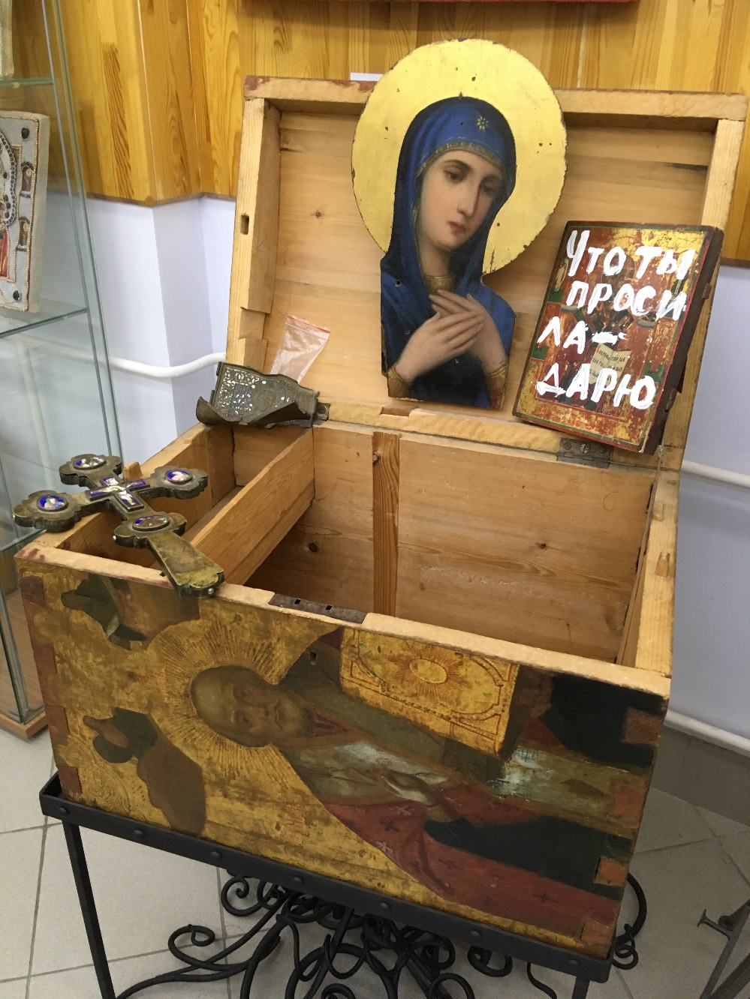 Что ты
проси
ла —
дарю